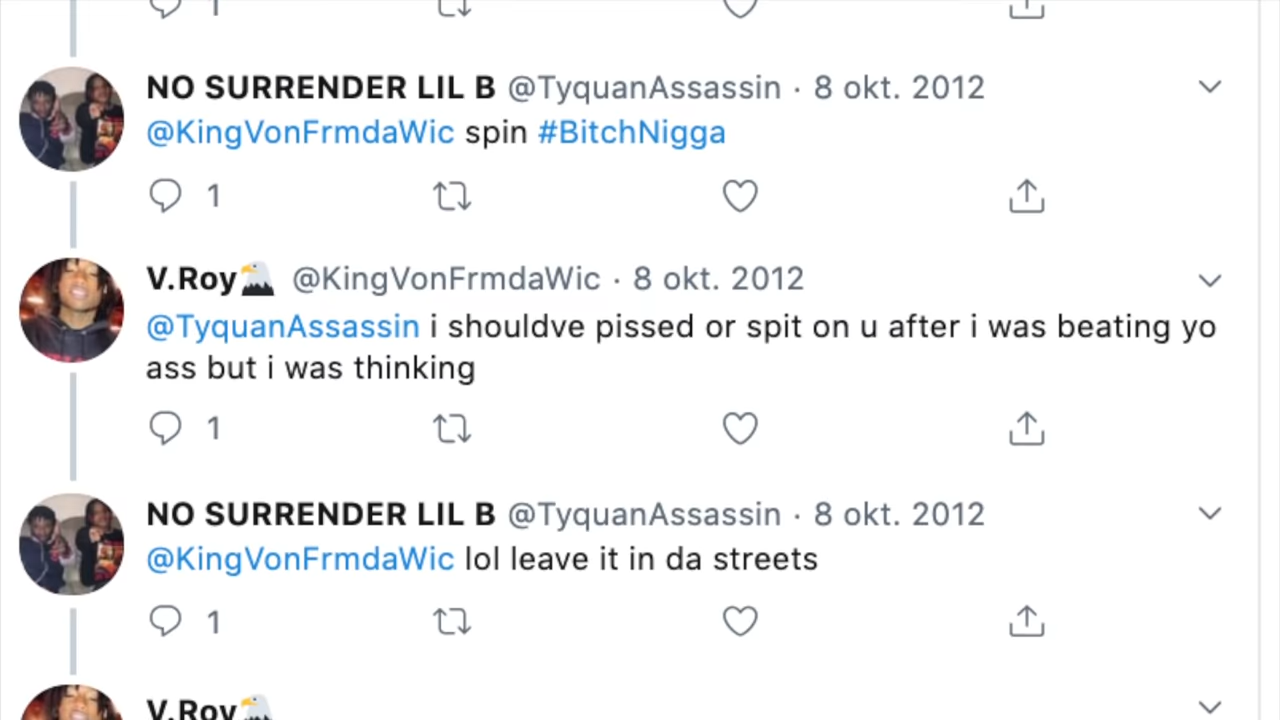 1
NO SURRENDER LIL B @TyquanAssassin · 8 okt. 2012
@KingVonFrmdaWic spin #BitchNigga
1
V.Roy🦅 @KingVonFrmdaWic · 8 okt. 2012
@TyquanAssassin i shouldve pissed or spit on u after i was beating yo
ass but i was thinking
1
NO SURRENDER LIL B @TyquanAssassin · 8 okt. 2012
@KingVonFrmdaWic lol leave it in da streets
1
V.Roy🦅